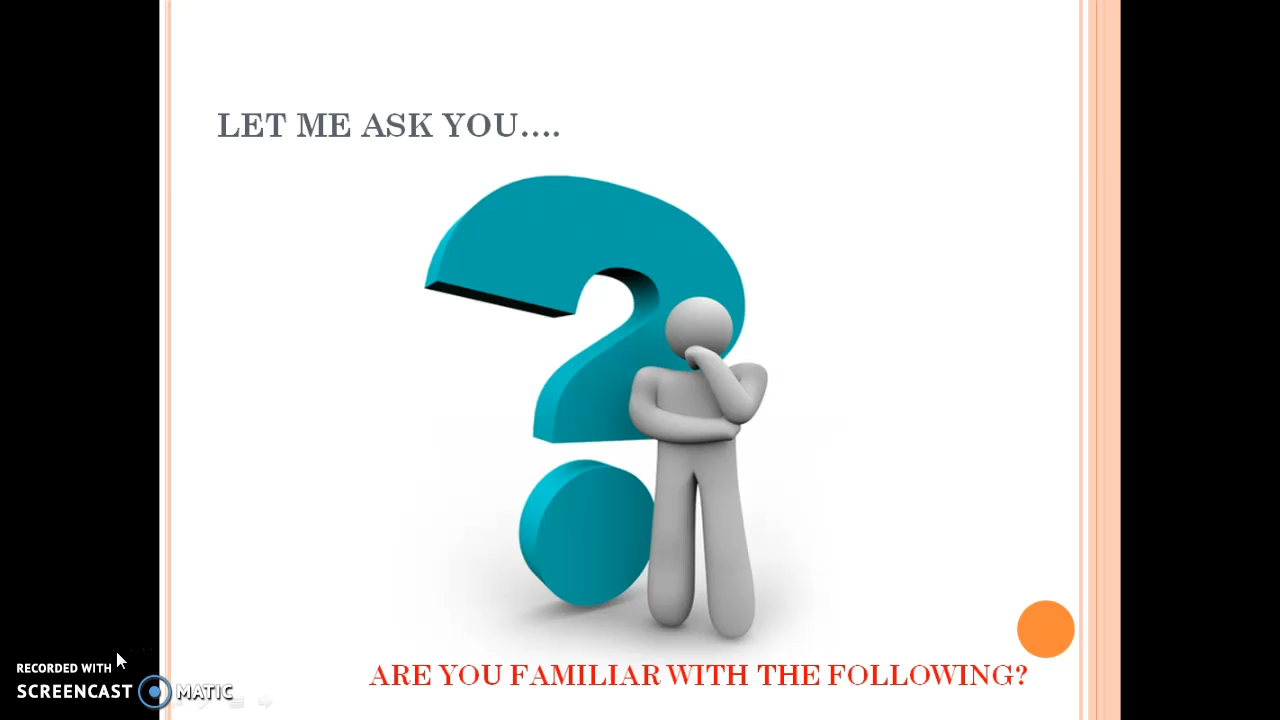 LET ME ASK YOU....
ARE YOU FAMILIAR WITH THE FOLLOWING?
RECORDED WITH
SCREENCAST MATIC